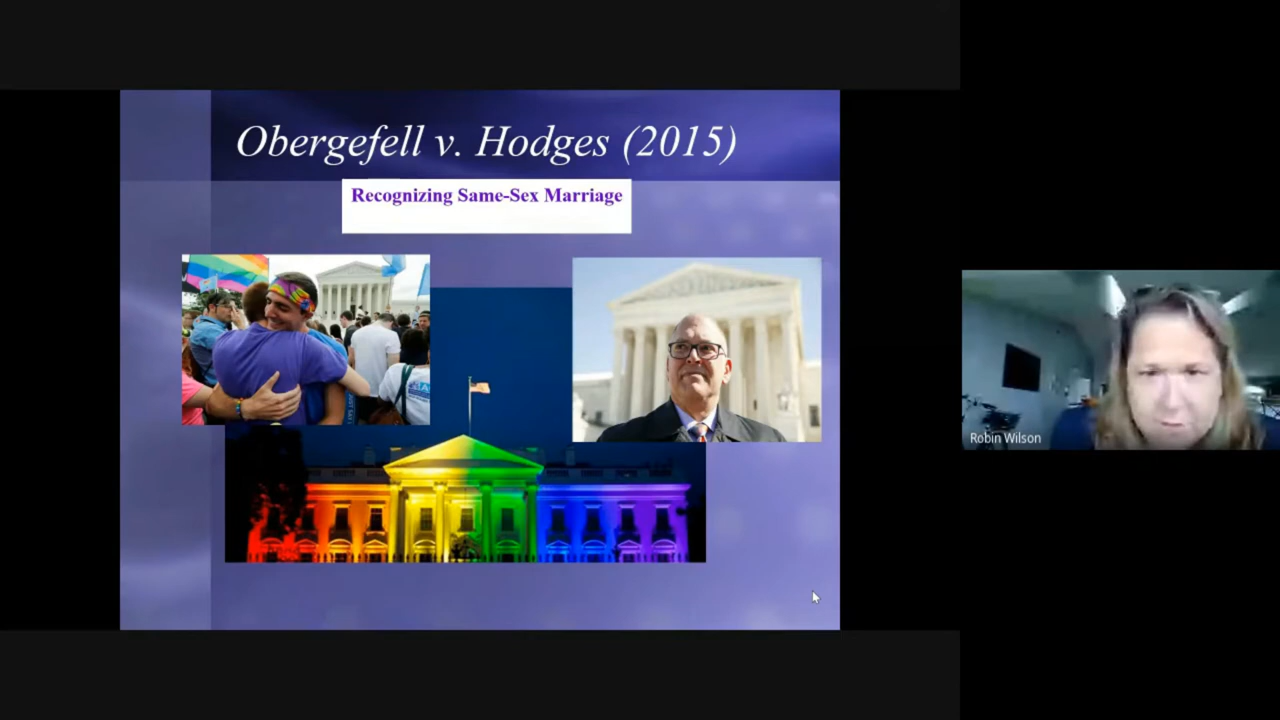 Obergefell v. Hodges (2015)
Recognizing Same-Sex Marriage
Robin Wilson